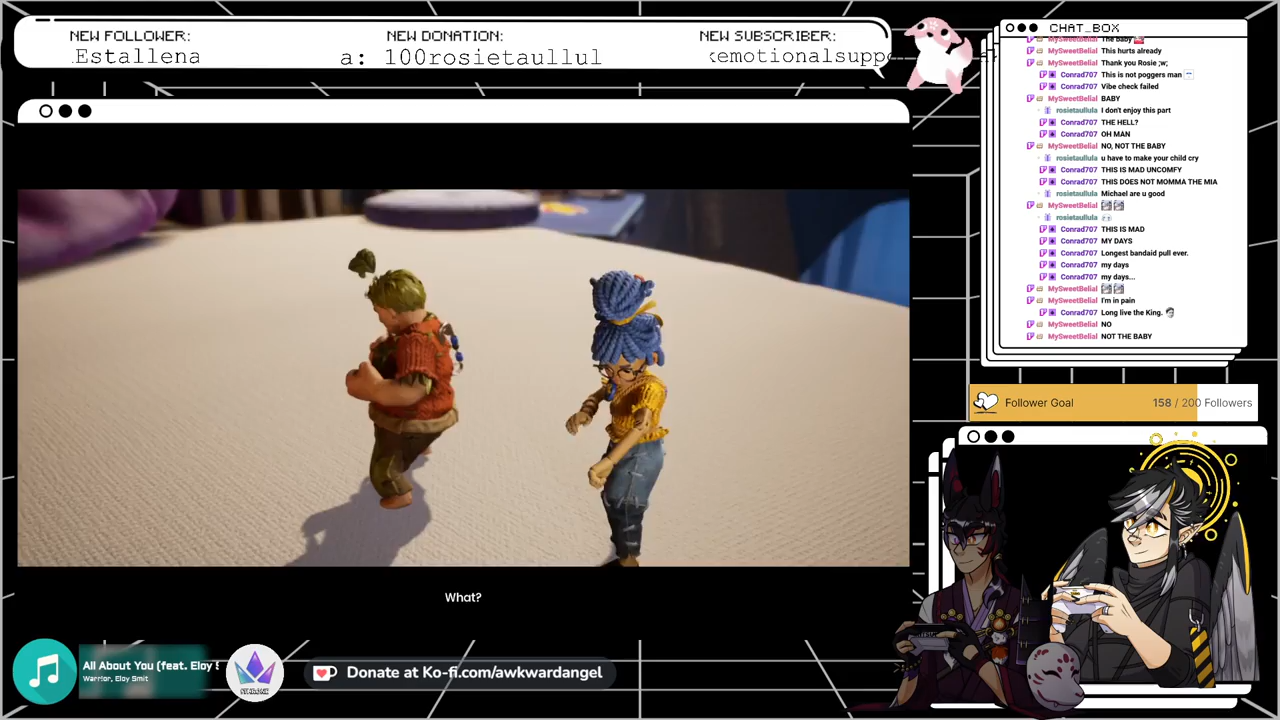 NEW FOLLOWER:
Estallena
NEW DONATION:
a: 10€rosietaullul
NEW SUBSCRIBER:
CHAT_BOX
MySweetBelial The baby
MySweetBelial This hurts already
MySweetBelial Thank you Rosie ;w;
Conrad707 This is not poggers man
Conrad707 Vibe check failed
MySweetBelial BABY
rosietaullula I don't enjoy this part
Conrad707 THE HELL?
Conrad707 OH MAN
MySweetBelial NO, NOT THE BABY
rosietaullula u have to make your child cry
Conrad707 THIS IS MAD UNCOMFY
Conrad707 THIS DOES NOT MOMMA THE MIA
rosietaullula Michael are u good
MySweetBelial
rosietaullula
Conrad707 THIS IS MAD
Conrad707 MY DAYS
Conrad707 Longest bandaid pull ever.
Conrad707 my days
Conrad707 my days...
MySweetBelial
MySweetBelial I'm in pain
Conrad707 Long live the King.
MySweetBelial NO
MySweetBelial NOT THE BABY
Follower Goal
158 / 200 Followers
What?
All About You (feat. Eloy S
Warrior, Eloy Smit
Donate at Ko-fi.com/awkwardangel